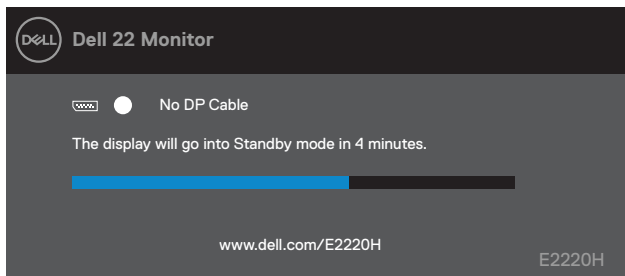 DELL Dell 22 Monitor
No DP Cable
The display will go into Standby mode in 4 minutes.
www.dell.com/E2220H
E2220H